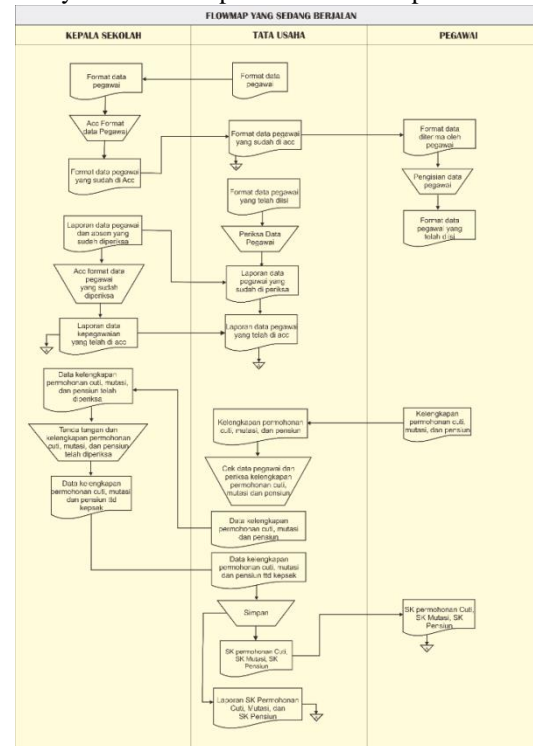 FLOWMAP YANG SEDANG BERJALAN
KEPALA SEKOLAH
TATA USAHA
PEGAWAI
Format data
pegawai
Acc Format
data Pegawai
Format data pegawai
yang sudah di Acc
Laporan data pegawai
dan absen yang
sudah diperiksa
Acc format data
pegawai
yang sudah
diperiksa
Laporan data
kepegawaian
yang telah di acc
Data kelengkapan
permohonan cuti, mutasi,
dan pensiun telah
diperiksa
Tanda tangan dan
kelengkapan permohonan
cuti, mutasi, dan pensiun
telah diperiksa
Data kelengkapan
permohonan cuti, mutasi
dan pensiun ttd
kepsek
Format data
pegawai
Format data pegawai
yang sudah di acc
Format data pegawai
yang telah diisi
Periksa Data
Pegawai
Laporan data
pegawai yang
sudah di periksa
Laporan data pegawai
yang telah di acc
Kelengkapan permohonan
cuti, mutasi, dan pensiun
Cek data pegawai dan
periksa kelengkapan
permohonan cuti,
mutasi dan pensiun
Data kelengkapan
permohonan cuti, mutasi
dan pensiun
Data kelengkapan
permohonan cuti, mutasi
dan pensiun ttd kepsek
Simpan
SK permohonan Cuti,
SK Mutasi, SK
Pensiun
Laporan SK Permohonan
Cuti, Mutasi, dan
SK Pensiun
Format data
diterima oleh
pegawai
Pengisian data
pegawai
Format data
pegawai yang
telah diisi
Kelengkapan
permohonan cuti,
mutasi, dan pensiun
SK permohonan Cuti,
SK Mutasi, SK
Pensiun